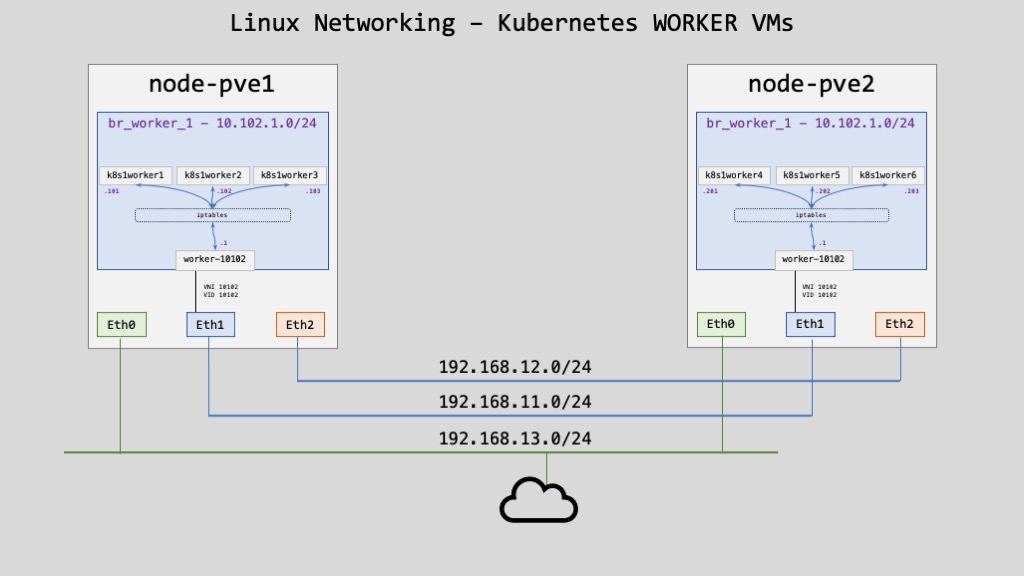 Linux Networking – Kubernetes WORKER VMs
node-pve1
br_worker_1 – 10.102.1.0/24
k8s1worker1 k8s1worker2 k8s1worker3
.101 .102 .103
iptables
.1
worker-10102
VNI 10102
VID 10102
Eth0 Eth1 Eth2
node-pve2
br_worker_1 – 10.102.1.0/24
k8s1worker4 k8s1worker5 k8s1worker6
.201 .202 .203
iptables
.1
worker-10102
VNI 10102
VID 10102
Eth0 Eth1 Eth2
192.168.12.0/24
192.168.11.0/24
192.168.13.0/24